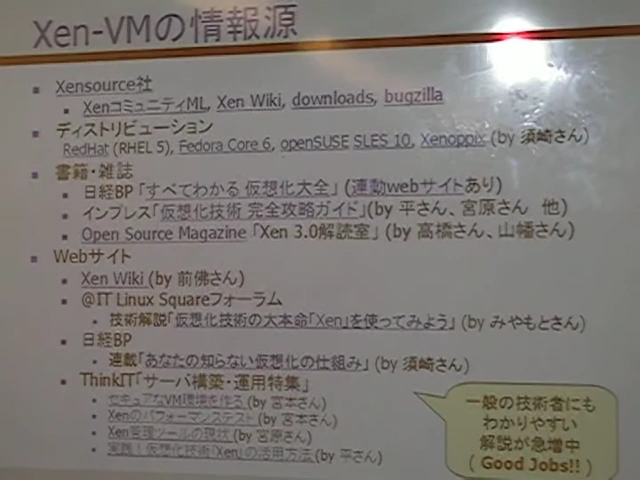 Xen-VMの情報源
Xensource社
XenコミュニティML, Xen Wiki, downloads, bugzilla
ディストリビューション
RedHat (RHEL 5), Fedora Core 6, openSUSE SLES 10, Xenoppix (by 須崎さん)
書籍・雑誌
日経BP「すべてわかる 仮想化大全」(連動webサイトあり)
インプレス「仮想化技術 完全攻略ガイド」(by 平さん、宮原さん 他)
Open Source Magazine「Xen 3.0解読室」(by 高橋さん、山幡さん)
Webサイト
Xen Wiki (by 前佛さん)
@IT Linux Squareフォーラム
技術解説「仮想化技術の大本命「Xen」を使ってみよう」(by みやもとさん)
日経BP
連載「あなたの知らない仮想化の仕組み」(by 須崎さん)
ThinkIT「サーバ構築・運用特集」
セキュアなVM環境を作る (by 宮本さん)
Xenのパフォーマンステスト (by 宮本さん)
Xen管理ツールの現状 (by 宮原さん)
実践！仮想化技術「Xen」の活用方法 (by 平さん)
一般の技術者にも
わかりやすい
解説が急増中
( Good Jobs!! )